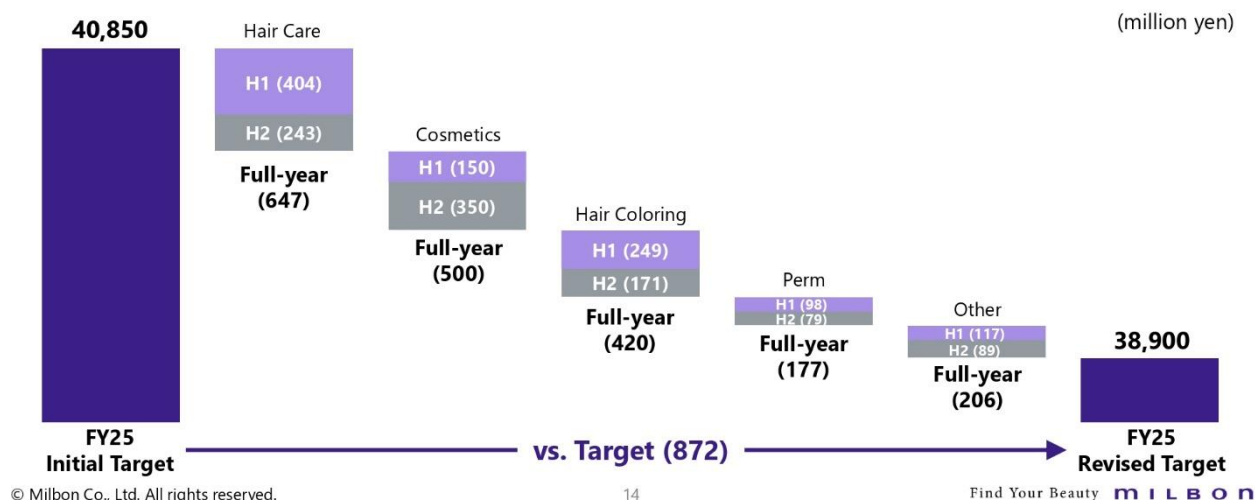 (million yen)
40,850
Hair Care
H1 (404)
H2 (243)
Full-year
(647)
Cosmetics
H1 (150)
H2 (350)
Full-year
(500)
Hair Coloring
H1 (249)
H2 (171)
Full-year
(420)
Perm
H1 (98)
H2 (79)
Full-year
(177)
Other
H1 (117)
H2 (89)
Full-year
(206)
38,900
FY25
Initial Target
vs. Target (872)
FY25
Revised Target
© Milbon Co., Ltd. All rights reserved.
14
Find Your Beauty MILBON